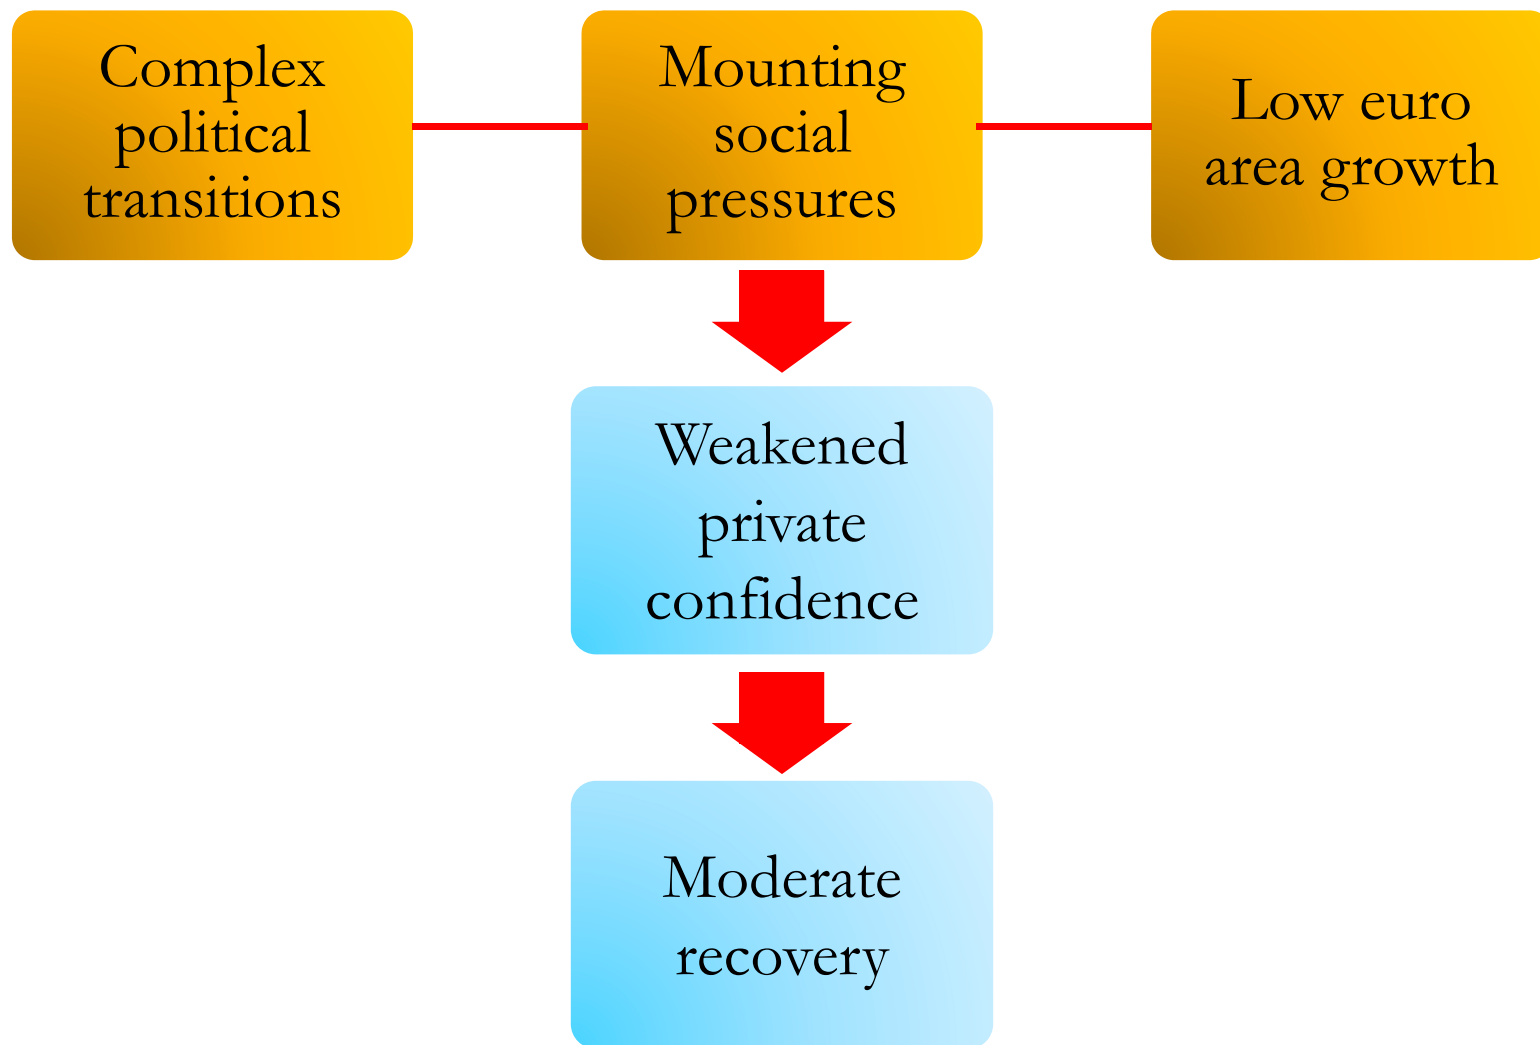 Complex
political
transitions
Mounting
social
pressures
Low euro
area growth
Weakened
private
confidence
Moderate
recovery